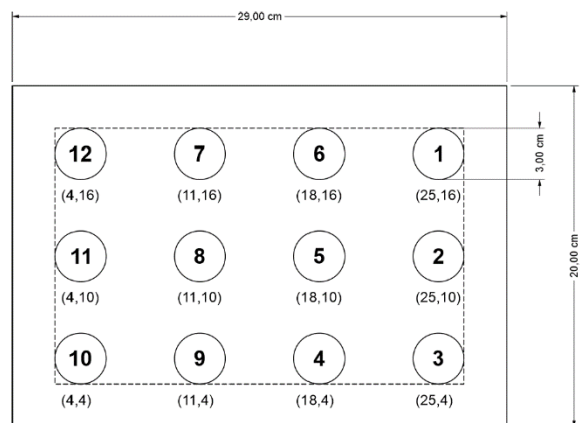 29,00 cm
12 7 6 1
3,00 cm
(4,16) (11,16) (18,16) (25,16)
11 8 5 2
20,00 cm
(4,10) (11,10) (18,10) (25,10)
10 9 4 3
(4,4) (11,4) (18,4) (25,4)